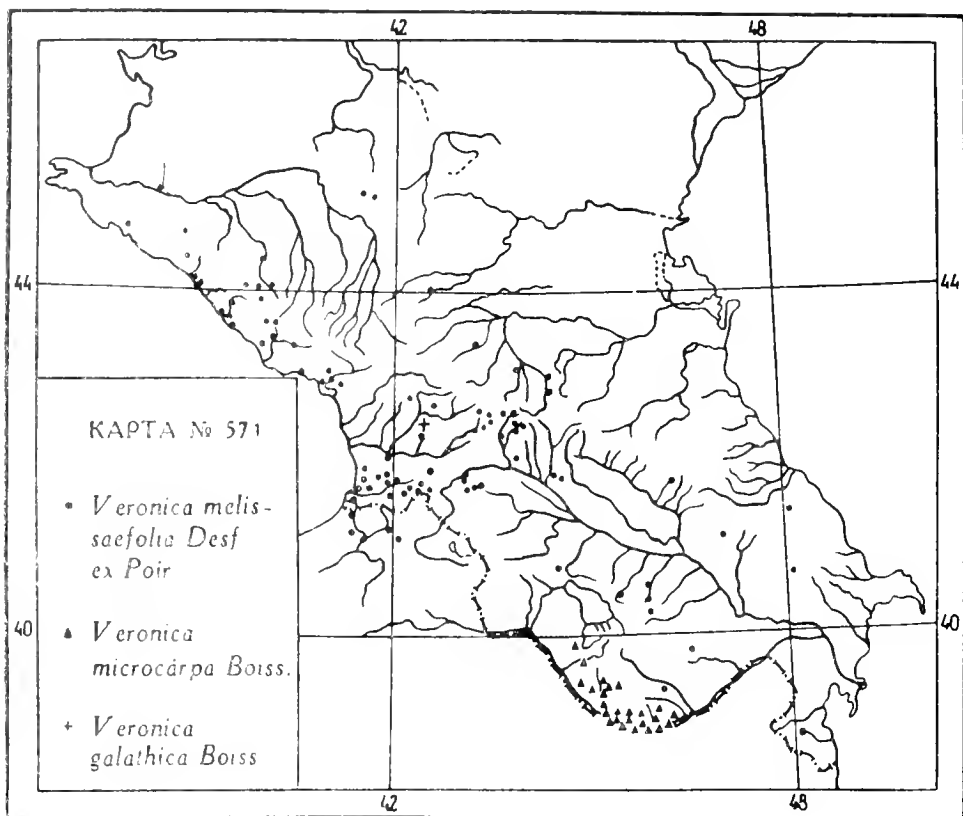 42 48
44 44
КАРТА № 571
• Veronica melis-
saefolia Desf
ex Poir
40 40
▲ Veronica
microcárpa Boiss.
+ Veronica
galathica Boiss
42 48